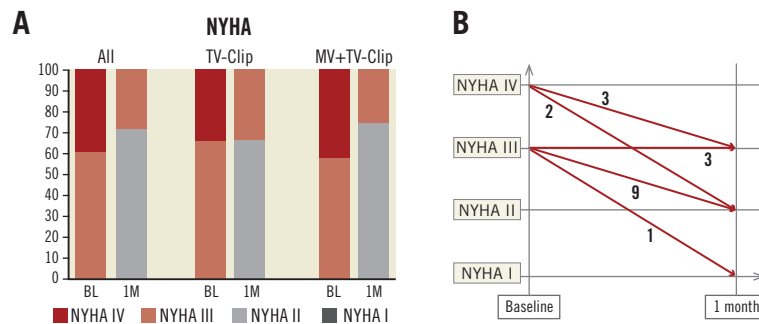 A
NYHA
All
TV-Clip
MV+TV-Clip
100
90
80
70
60
50
40
30
20
10
0
BL 1M BL 1M BL 1M
NYHA IV NYHA III NYHA II NYHA I
B
NYHA IV
NYHA III
NYHA II
NYHA I
3
2
3
9
1
Baseline
1 month